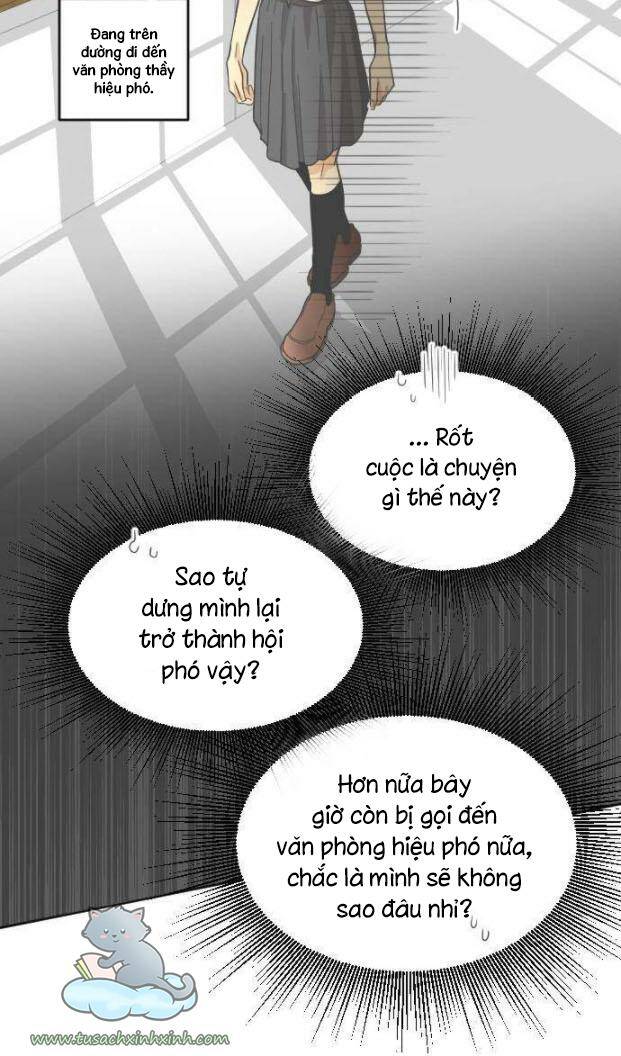 Đang trên
đường đi đến
văn phòng thầy
hiệu phó.
... Rốt
cuộc là chuyện
gì thế này?
Sao tự
dưng mình lại
trở thành hội
phó vậy?
Hơn nữa bây
giờ còn bị gọi đến
văn phòng hiệu phó nữa,
chắc là mình sẽ không
sao đâu nhỉ?
www.tusachxinhxinh.com